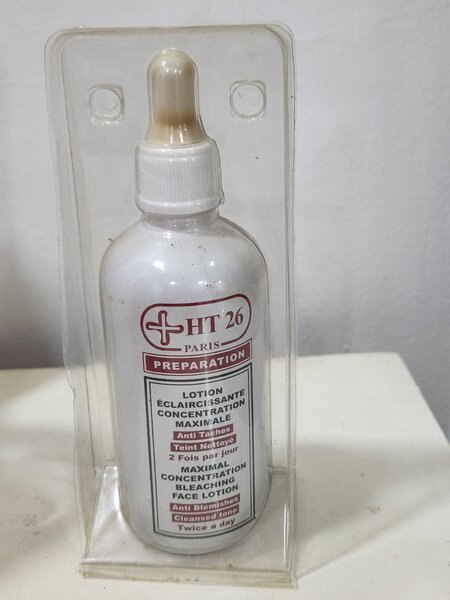 HT 26
PARIS
PREPARATION
LOTION
ÉCLAIRCISSANTE
CONCENTRATION
MAXIMALE
Anti Taches
Teint Nettoyé
2 Fois par jour
MAXIMAL
CONCENTRATION
BLEACHING
FACE LOTION
Anti Blemishes
Cleansed tone
Twice a day